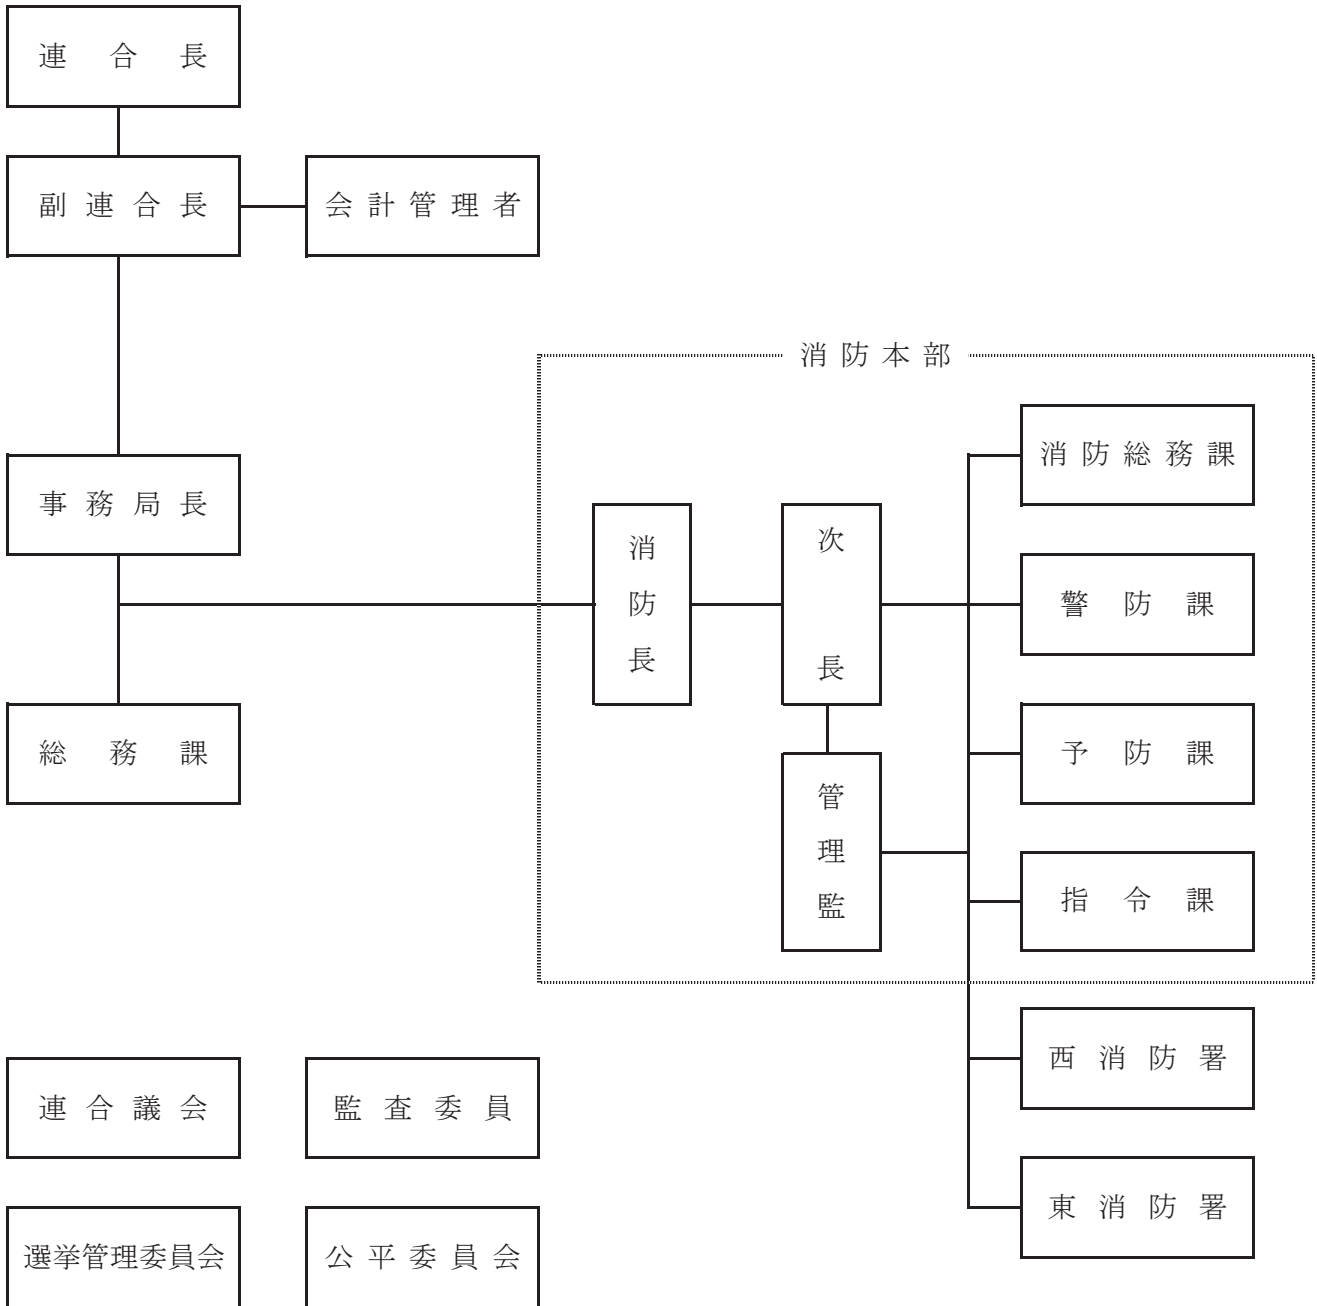 連合長
副連合長
会計管理者
消防本部
消防総務課
事務局長
消防長
次長
警防課
総務課
予防課
管理監
指令課
西消防署
連合議会
監査委員
東消防署
選挙管理委員会
公平委員会